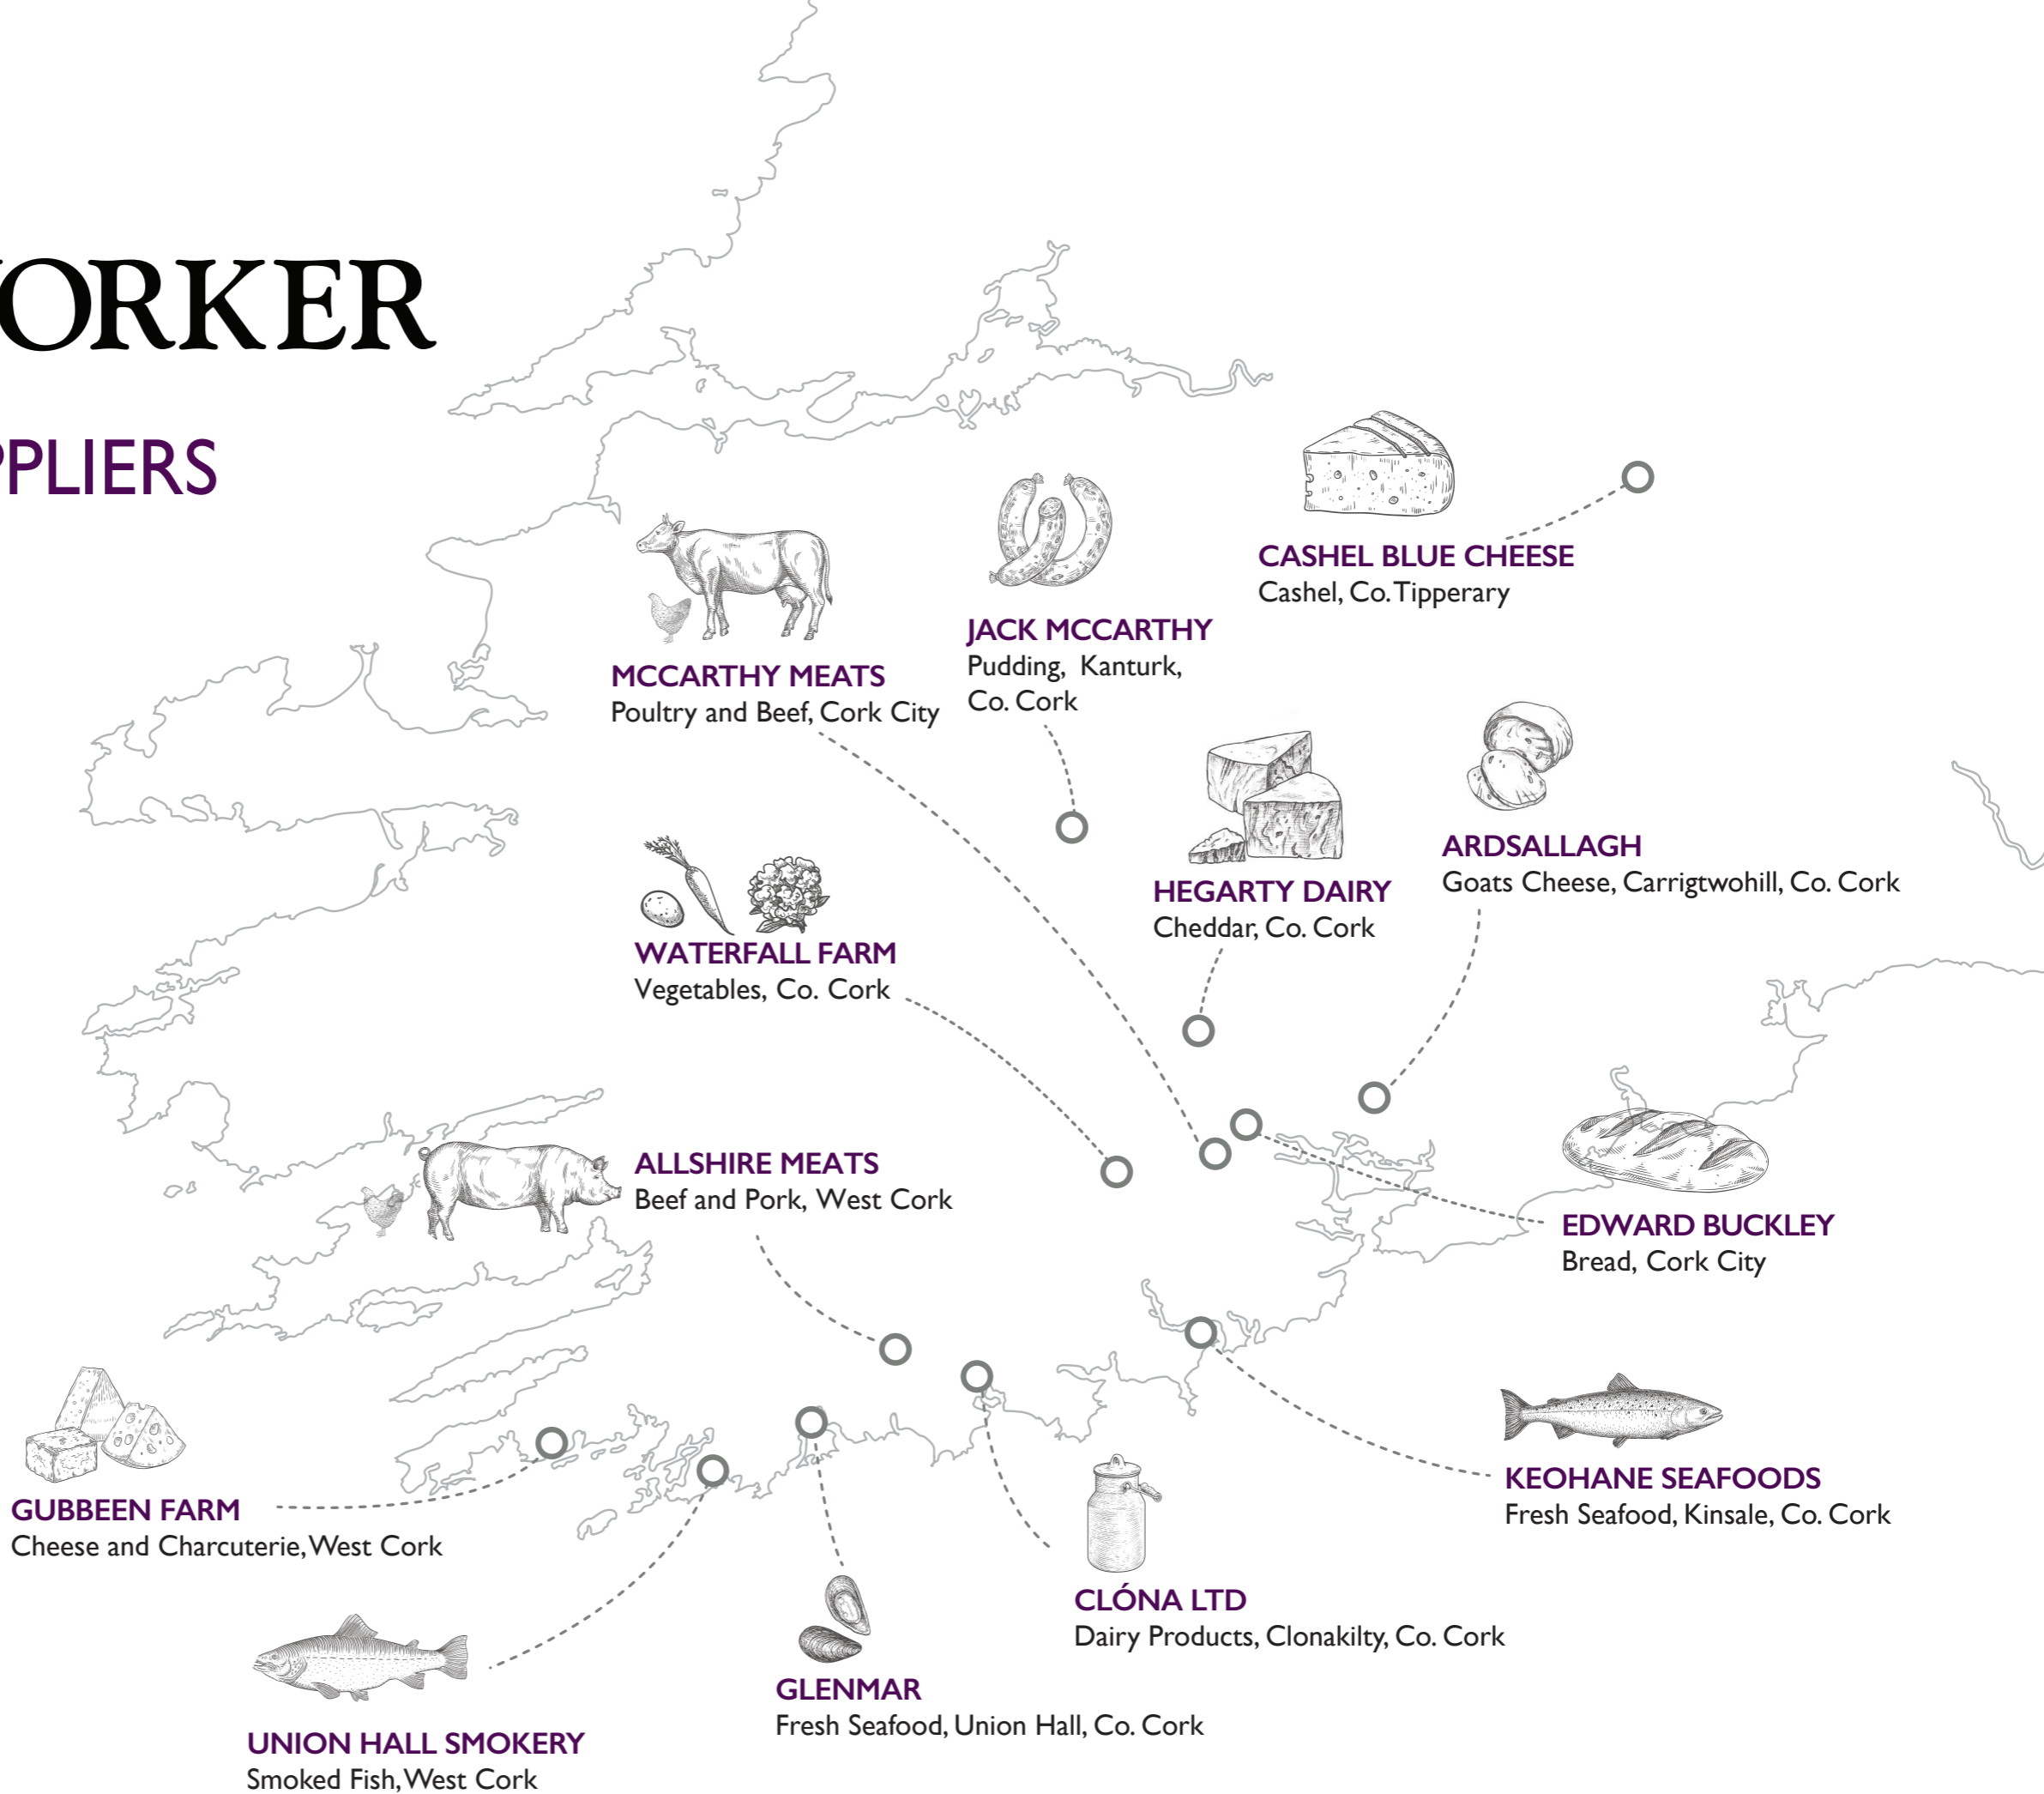 ORKER
PPLIERS
CASHEL BLUE CHEESE
Cashel, Co. Tipperary
JACK MCCARTHY
Pudding, Kanturk,
Co. Cork
MCCARTHY MEATS
Poultry and Beef, Cork City
ARDSALLAGH
Goats Cheese, Carrigtwohill, Co. Cork
HEGARTY DAIRY
Cheddar, Co. Cork
WATERFALL FARM
Vegetables, Co. Cork
ALLSHIRE MEATS
Beef and Pork, West Cork
EDWARD BUCKLEY
Bread, Cork City
KEOHANE SEAFOODS
Fresh Seafood, Kinsale, Co. Cork
GUBBEEN FARM
Cheese and Charcuterie, West Cork
CLÓNA LTD
Dairy Products, Clonakilty, Co. Cork
GLENMAR
Fresh Seafood, Union Hall, Co. Cork
UNION HALL SMOKERY
Smoked Fish, West Cork